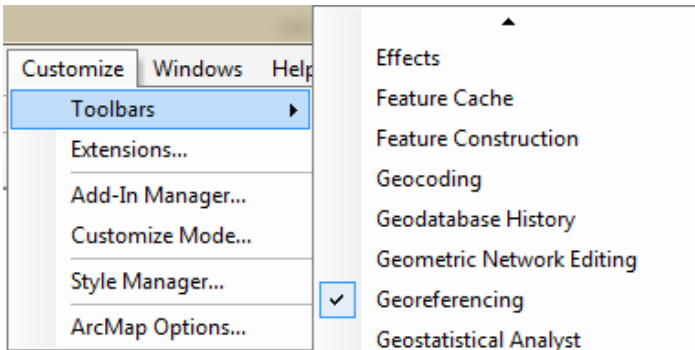 Customize Windows Help
Toolbars
Extensions...
Add-In Manager...
Customize Mode...
Style Manager...
ArcMap Options...
Effects
Feature Cache
Feature Construction
Geocoding
Geodatabase History
Geometric Network Editing
Georeferencing
Geostatistical Analyst